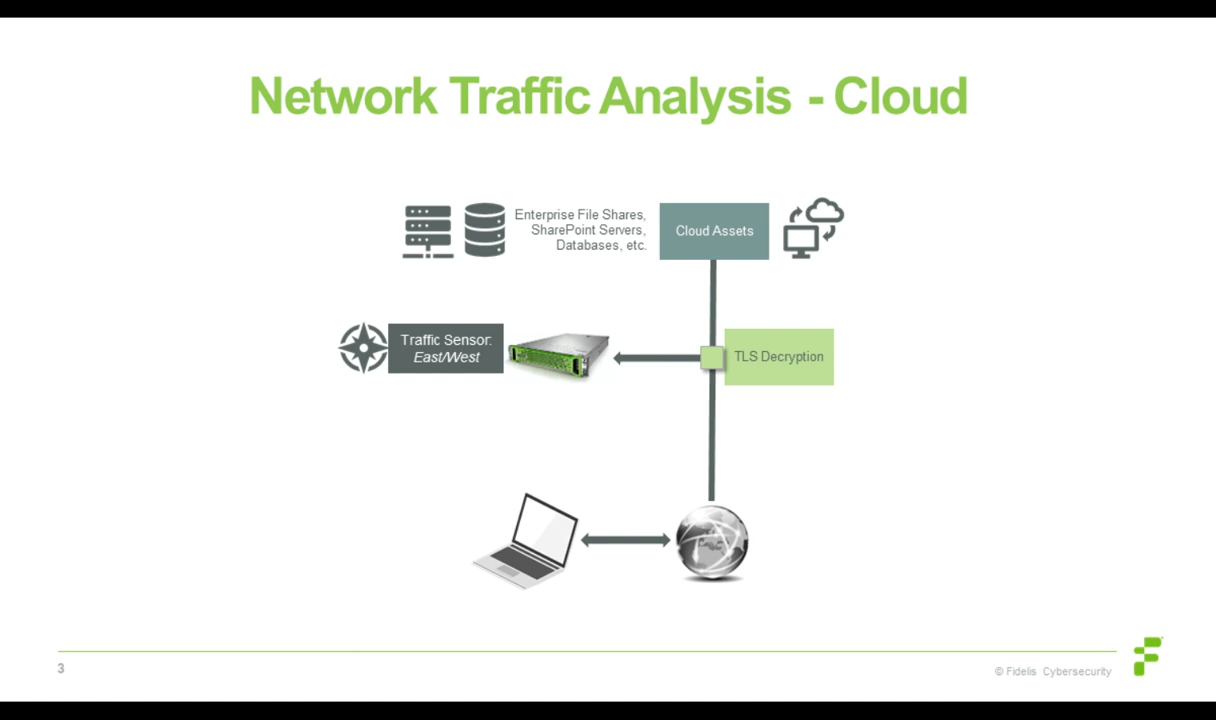 Network Traffic Analysis - Cloud
Enterprise File Shares,
SharePoint Servers,
Databases, etc.
Cloud Assets
Traffic Sensor:
East/West
TLS Decryption
3
© Fidelis Cybersecurity